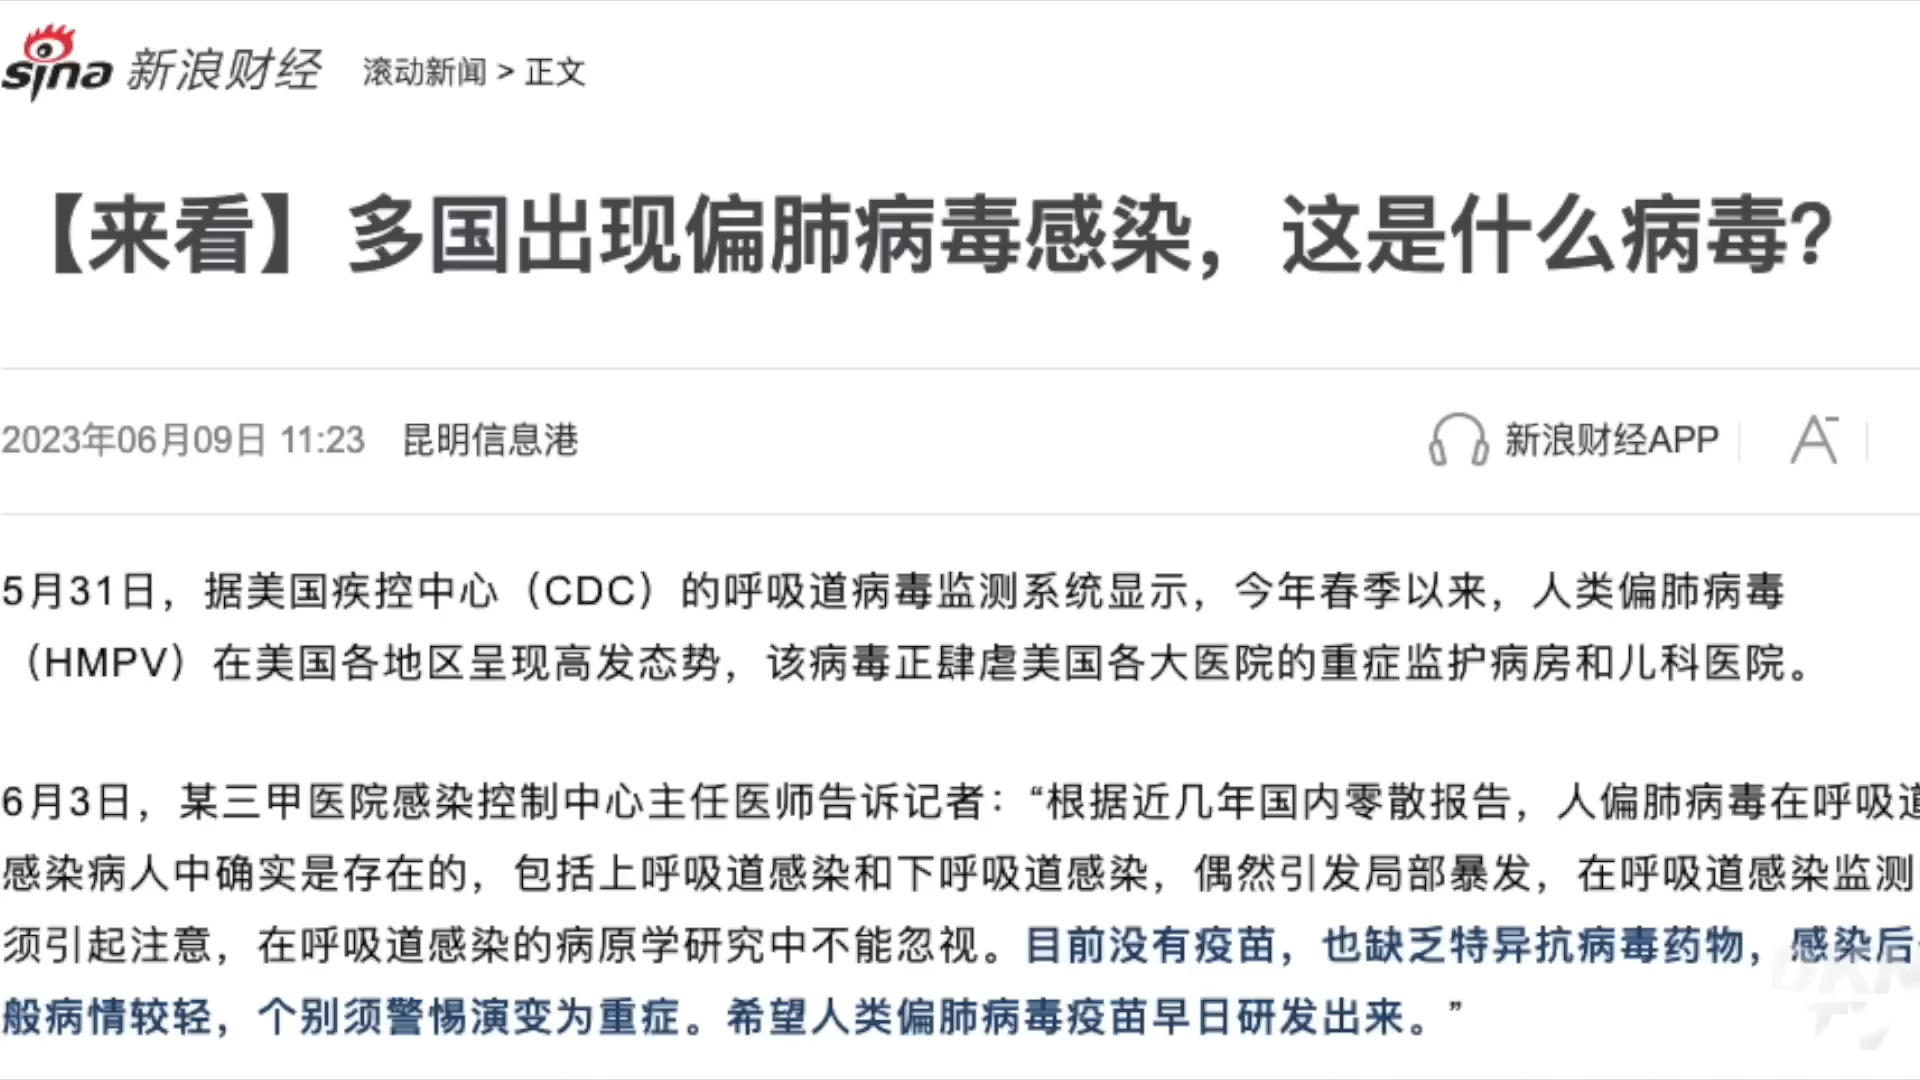 sina 新浪财经 滚动新闻 > 正文
【来看】多国出现偏肺病毒感染，这是什么病毒？
2023年06月09日 11:23 昆明信息港 新浪财经APP A-
5月31日，据美国疾控中心（CDC）的呼吸道病毒监测系统显示，今年春季以来，人类偏肺病毒
（HMPV）在美国各地区呈现高发态势，该病毒正肆虐美国各大医院的重症监护病房和儿科医院。
6月3日，某三甲医院感染控制中心主任医师告诉记者：“根据近几年国内零散报告，人偏肺病毒在呼吸道
感染病人中确实是存在的，包括上呼吸道感染和下呼吸道感染，偶然引发局部暴发，在呼吸道感染监测
须引起注意，在呼吸道感染的病原学研究中不能忽视。目前没有疫苗，也缺乏特异抗病毒药物，感染后
般病情较轻，个别须警惕演变为重症。希望人类偏肺病毒疫苗早日研发出来。”